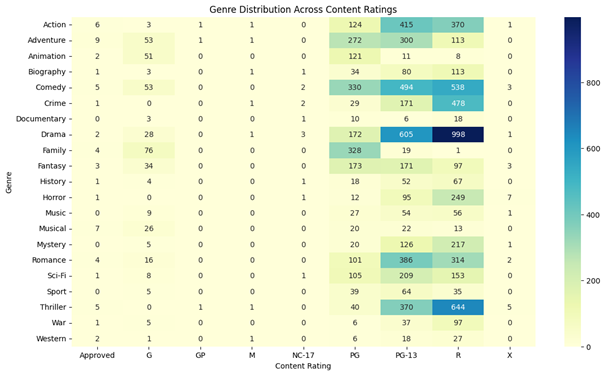 Genre Distribution Across Content Ratings
Genre
Action 6 3 1 1 0 124 415 370 1
Adventure 9 53 1 1 0 272 300 113 0
Animation 2 51 0 0 0 121 11 8 0
Biography 1 3 0 1 1 34 80 113 0
Comedy 5 53 0 0 2 330 494 538 3
Crime 1 0 0 1 2 29 171 478 0
Documentary 0 3 0 0 1 10 6 18 0
Drama 2 28 0 1 3 172 605 998 1
Family 4 76 0 0 0 328 19 1 0
Fantasy 3 34 0 0 0 173 171 97 3
History 1 4 0 0 1 18 52 67 0
Horror 1 0 0 0 1 12 95 249 7
Music 0 9 0 0 0 27 54 56 1
Musical 7 26 0 0 0 20 22 13 0
Mystery 0 5 0 0 0 20 126 217 1
Romance 4 16 0 0 0 101 386 314 2
Sci-Fi 1 8 0 0 1 105 209 153 0
Sport 0 5 0 0 0 39 64 35 0
Thriller 5 0 1 1 0 40 370 644 5
War 1 5 0 0 0 6 37 97 0
Western 2 1 0 1 0 6 18 27 0
Approved G GP M NC-17 PG PG-13 R X
Content Rating
800
600
400
200
0